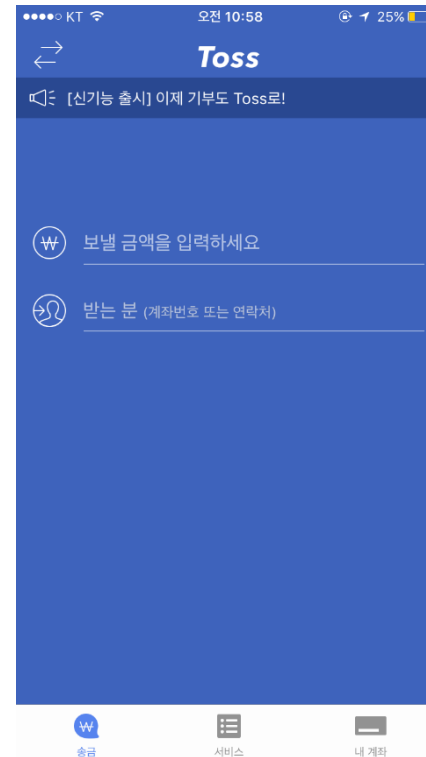 KT 오전 10:58 25%
Toss
[신기능 출시] 이제 기부도 Toss로!
₩ 보낼 금액을 입력하세요
받는 분 (계좌번호 또는 연락처)
₩
송금 서비스 내 계좌